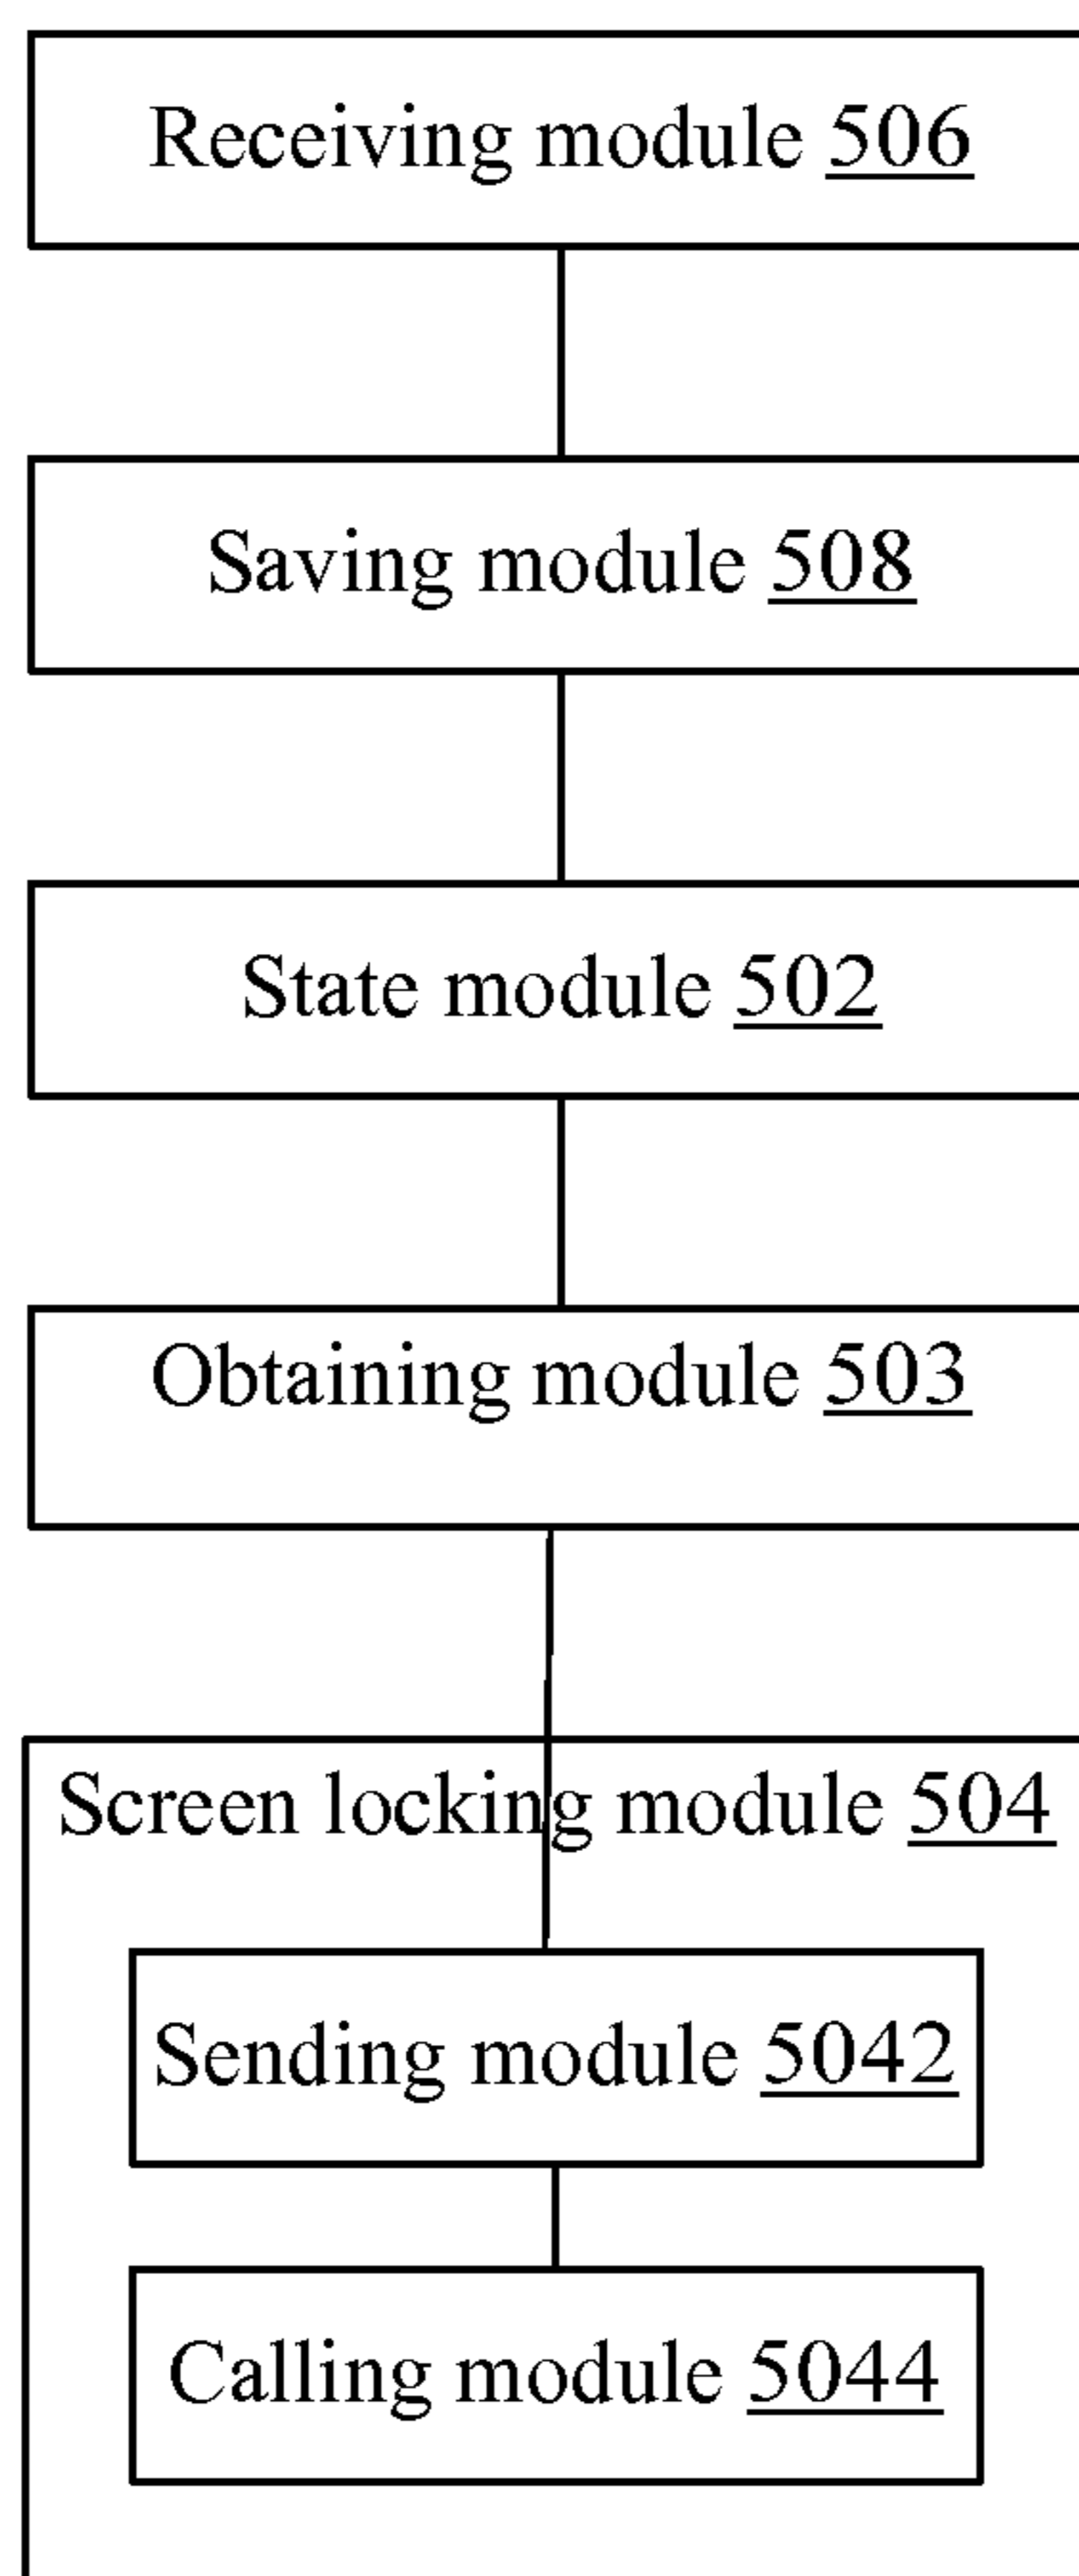 Receiving module 506
Saving module 508
State module 502
Obtaining module 503
Screen locking module 504
Sending module 5042
Calling module 5044